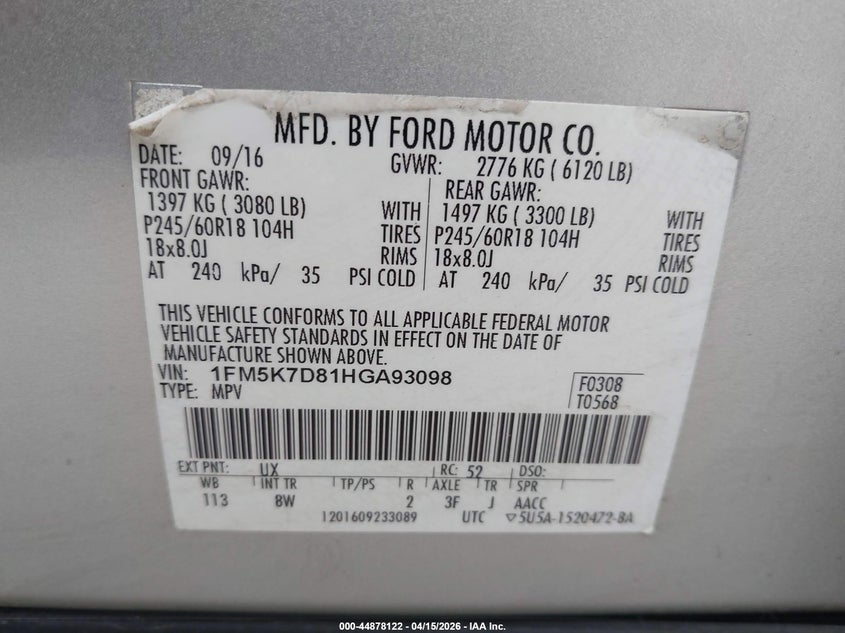 MFD. BY FORD MOTOR CO.
DATE: 09/16 GVWR: 2776 KG ( 6120 LB)
FRONT GAWR: REAR GAWR:
1397 KG ( 3080 LB) WITH 1497 KG ( 3300 LB) WITH
P245/60R18 104H TIRES P245/60R18 104H TIRES
18x8.0J RIMS 18x8.0J RIMS
AT 240 kPa/ 35 PSI COLD AT 240 kPa/ 35 PSI COLD
THIS VEHICLE CONFORMS TO ALL APPLICABLE FEDERAL MOTOR
VEHICLE SAFETY STANDARDS IN EFFECT ON THE DATE OF
MANUFACTURE SHOWN ABOVE.
VIN: 1FM5K7D81HGA93098 F0308
TYPE: MPV T0568
EXT PNT: UX RC: 52 DSO:
WB INT TR TP/PS R AXLE TR SPR
113 8W 2 3F J AACC
1201609233089 UTC ▽5U5A-1520472-BA
000-44878122 - 04/15/2026 - IAA Inc.